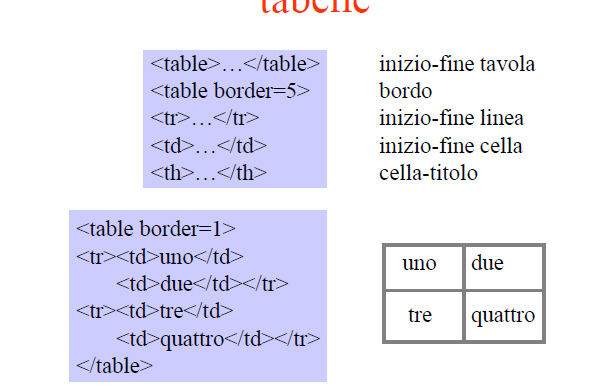 tabelle
<table>…</table> inizio-fine tavola
<table border=5> bordo
<tr>…</tr> inizio-fine linea
<td>…</td> inizio-fine cella
<th>…</th> cella-titolo
<table border=1>
<tr><td>uno</td>
<td>due</td></tr>
<tr><td>tre</td>
<td>quattro</td></tr>
</table>
uno due
tre quattro